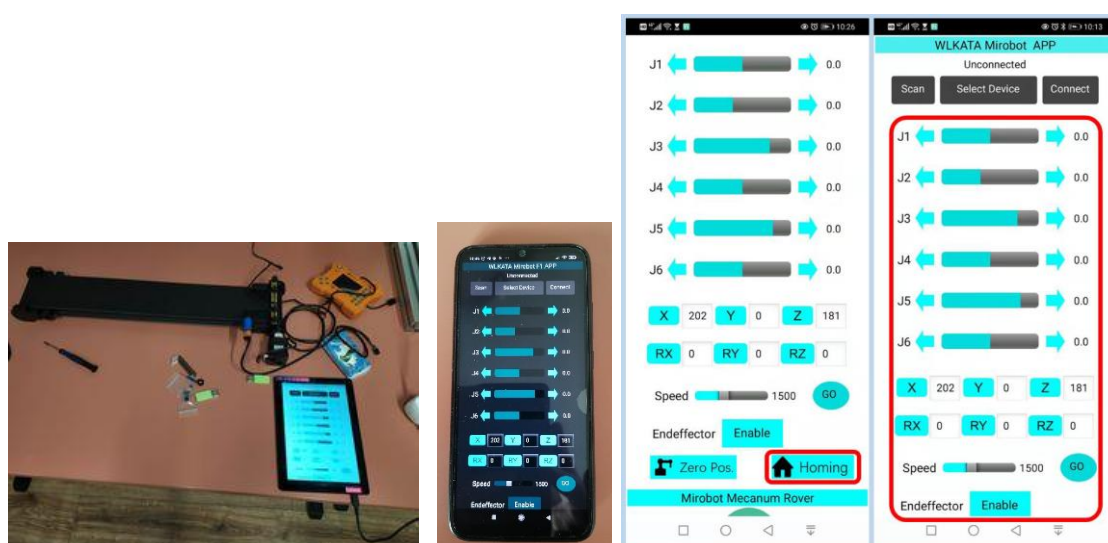 WLKATA Mirobot F1 APP
Unconnected
Scan Select Device Connect
J1 0.0
J2 0.0
J3 0.0
J4 0.0
J5 0.0
J6 0.0
X 202 Y 0 Z 181
RX 0 RY 0 RZ 0
Speed 1500 GO
Endeffector Enable
10:26
J1 0.0
J2 0.0
J3 0.0
J4 0.0
J5 0.0
J6 0.0
X 202 Y 0 Z 181
RX 0 RY 0 RZ 0
Speed 1500 GO
Endeffector Enable
Zero Pos. Homing
Mirobot Mecanum Rover
10:13
WLKATA Mirobot APP
Unconnected
Scan Select Device Connect
J1 0.0
J2 0.0
J3 0.0
J4 0.0
J5 0.0
J6 0.0
X 202 Y 0 Z 181
RX 0 RY 0 RZ 0
Speed 1500 GO
Endeffector Enable